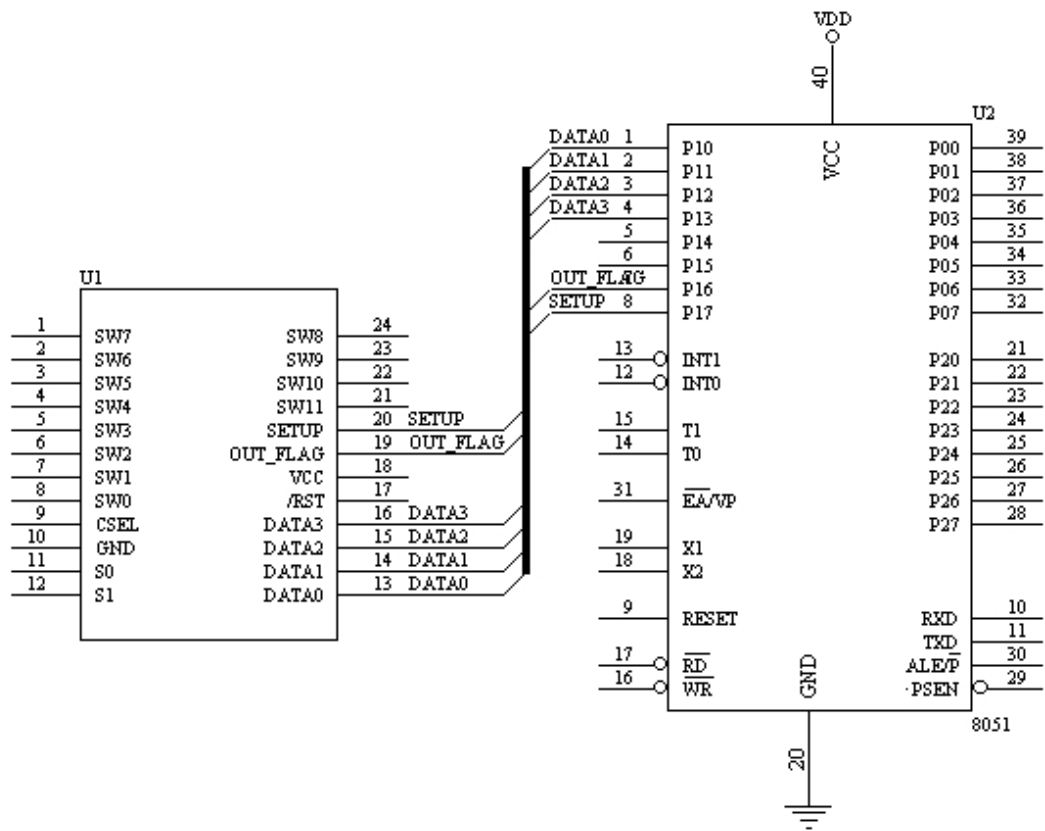 VDD
40
U2
DATA0 1 P10 VCC P00 39
DATA1 2 P11 P01 38
DATA2 3 P12 P02 37
DATA3 4 P13 P03 36
5 P14 P04 35
6 P15 P05 34
OUT_FLAG P16 P06 33
SETUP 8 P17 P07 32
13 INT1 P20 21
12 INT0 P21 22
P22 23
15 T1 P23 24
14 T0 P24 25
P25 26
31 EA/VP P26 27
P27 28
19 X1
18 X2
9 RESET RXD 10
TXD 11
17 RD ALE/P 30
16 WR GND PSEN 29
8051
20
U1
1 SW7 SW8 24
2 SW6 SW9 23
3 SW5 SW10 22
4 SW4 SW11 21
5 SW3 SETUP 20 SETUP
6 SW2 OUT_FLAG 19 OUT_FLAG
7 SW1 VCC 18
8 SW0 /RST 17
9 CSEL DATA3 16 DATA3
10 GND DATA2 15 DATA2
11 S0 DATA1 14 DATA1
12 S1 DATA0 13 DATA0